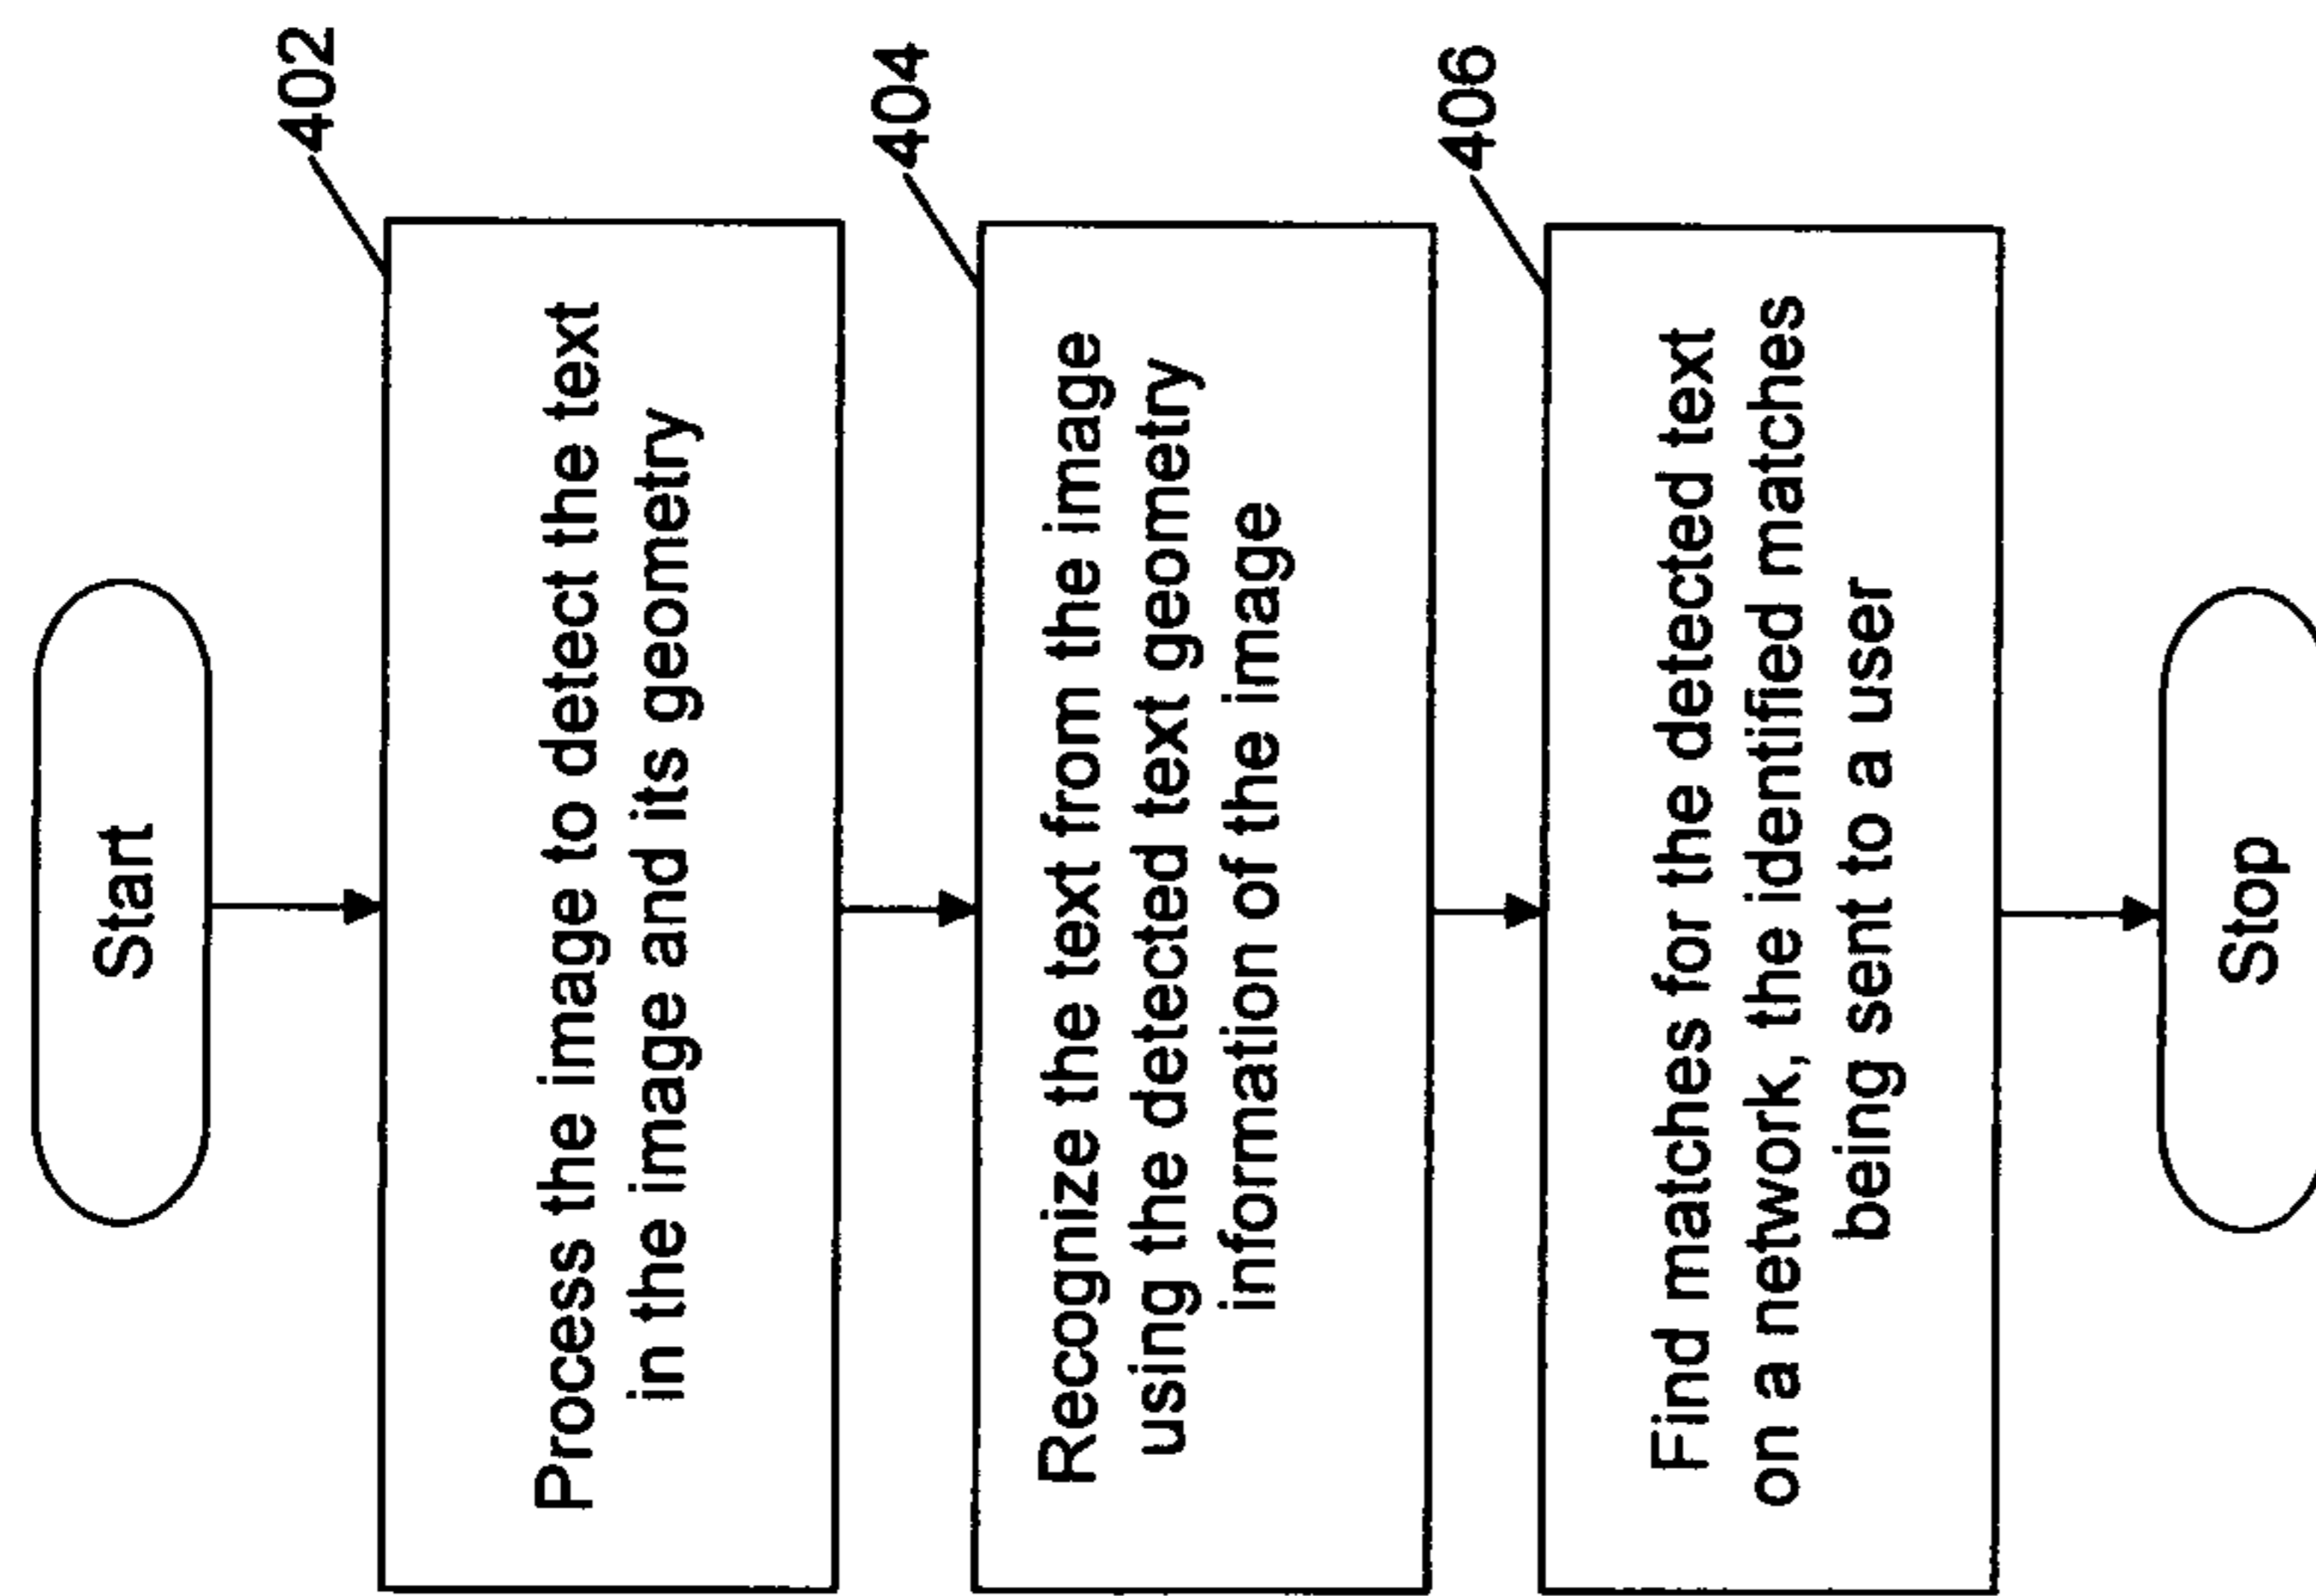 Start
402
Process the image to detect the text
in the image and its geometry
404
Recognize the text from the image
using the detected text geometry
information of the image
406
Find matches for the detected text
on a network, the identified matches
being sent to a user
Stop